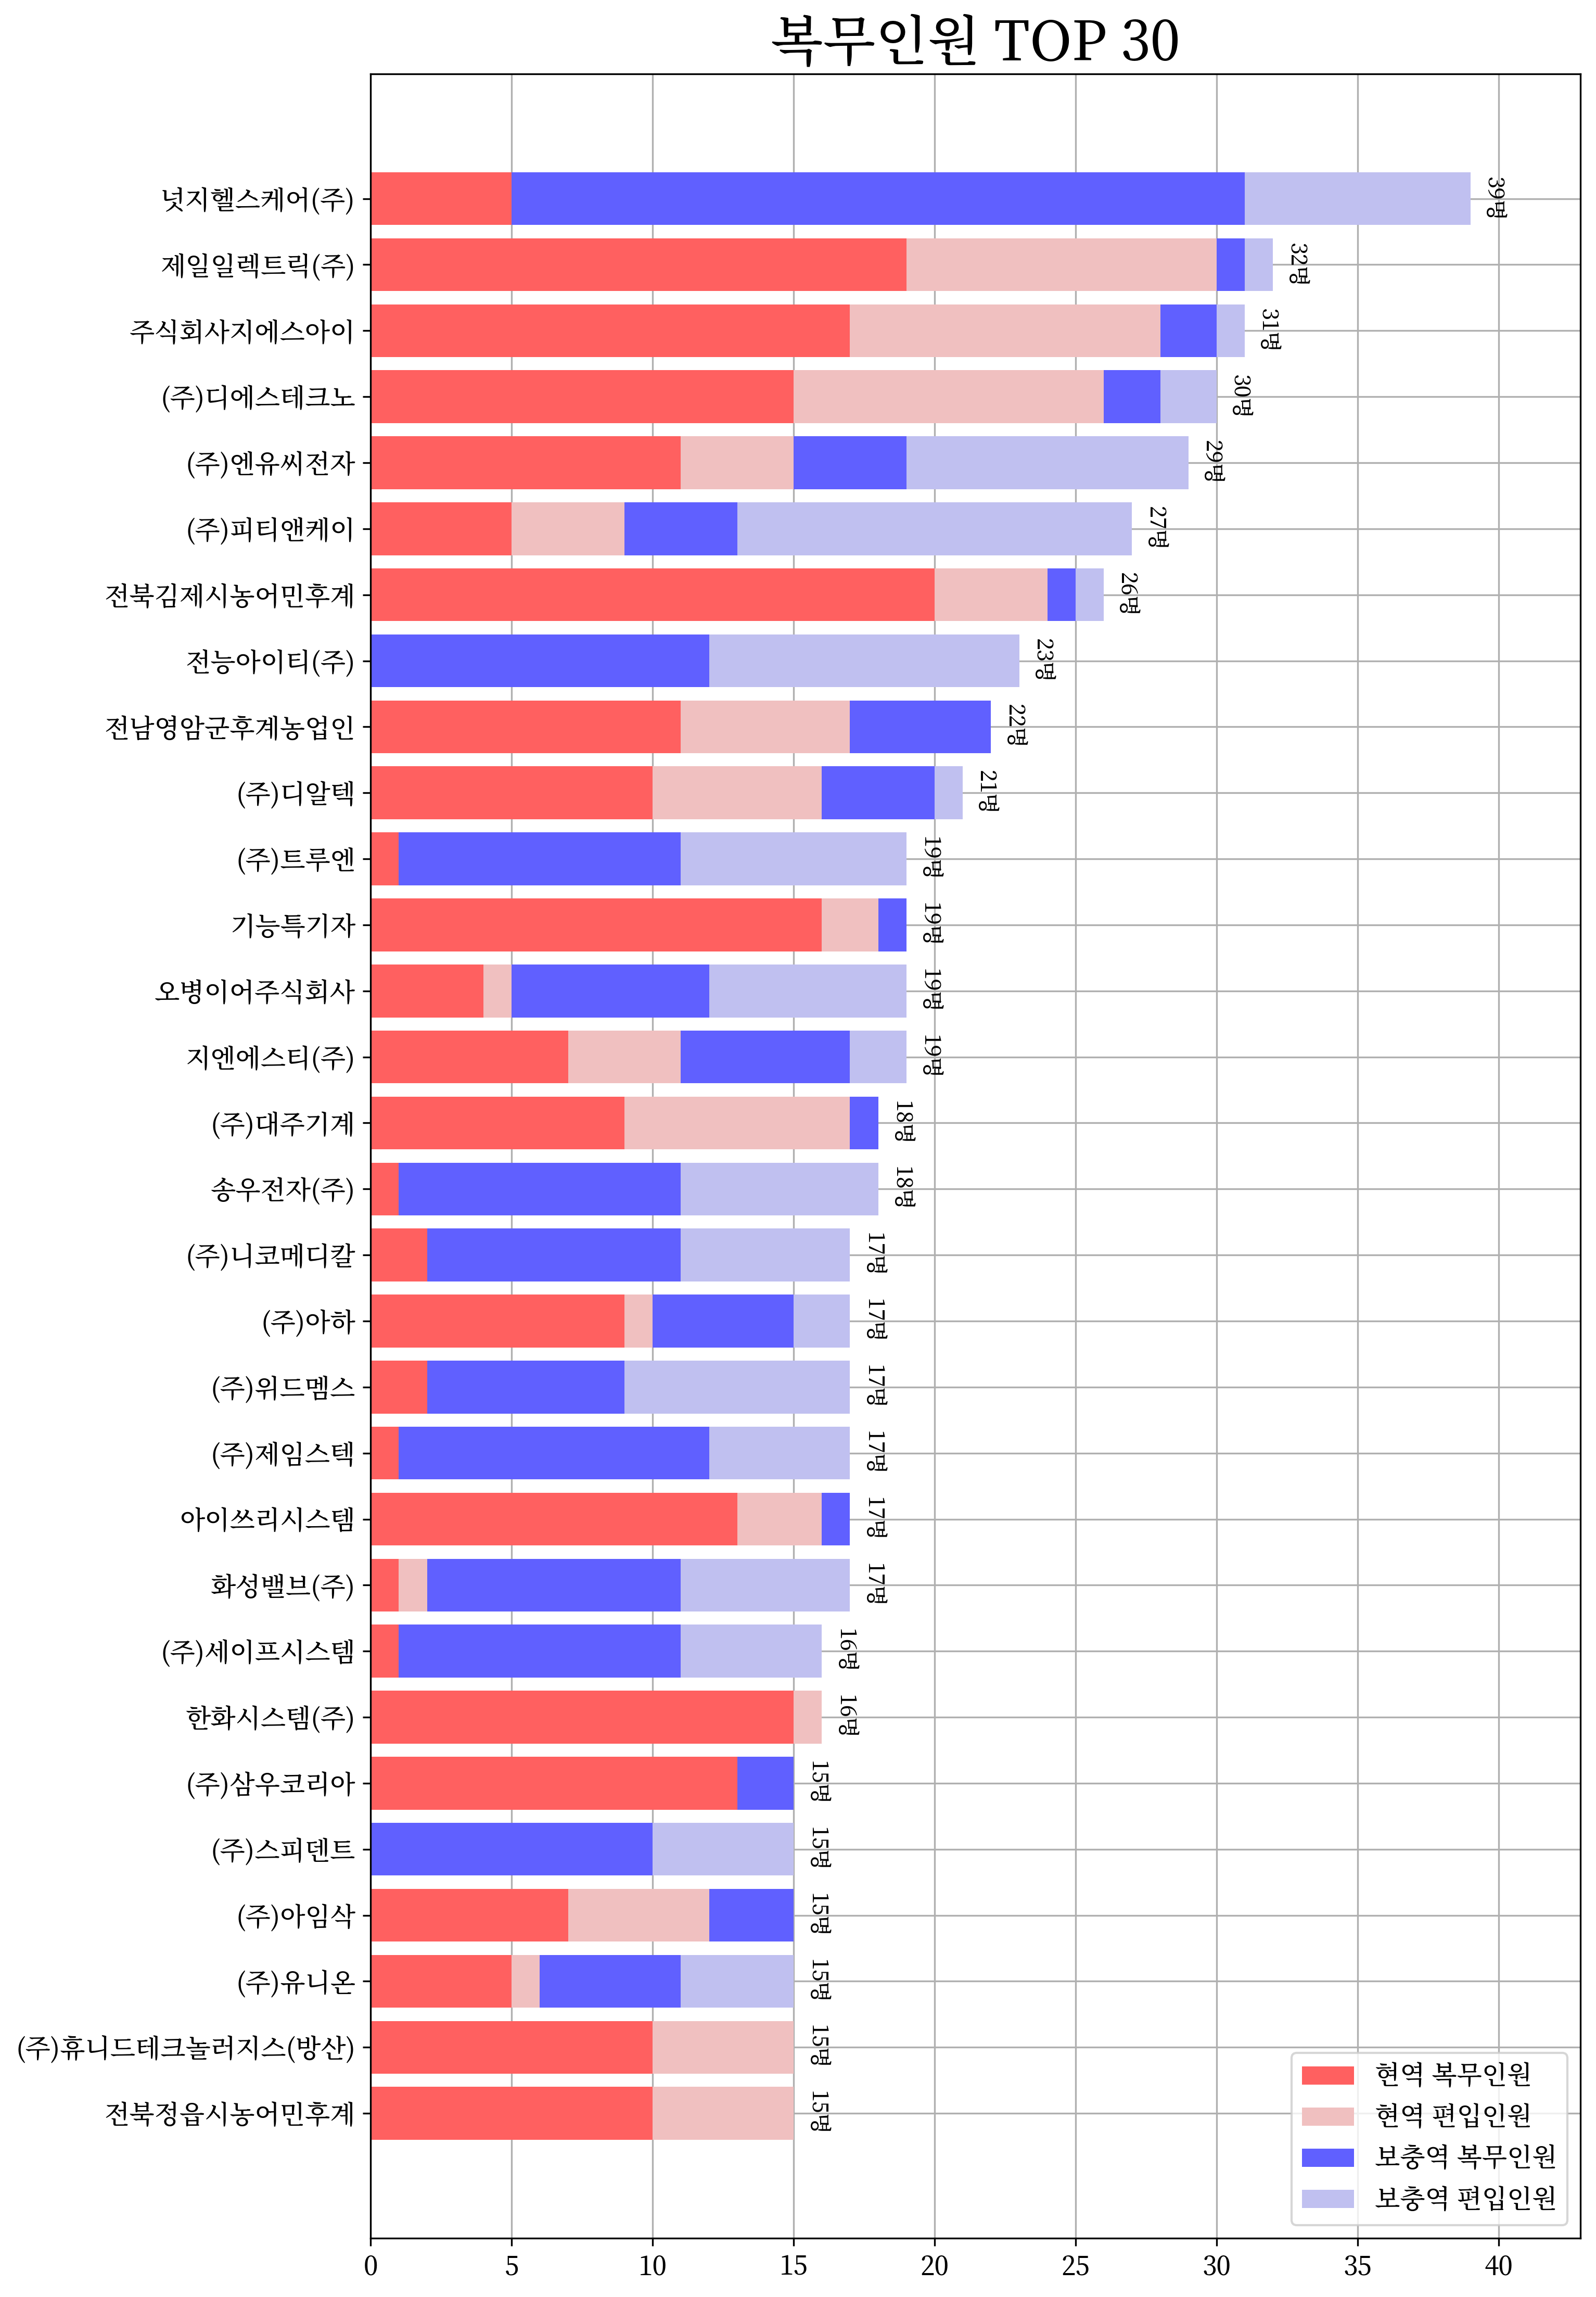 복무인원 TOP 30
넛지헬스케어(주)
39명
제일일렉트릭(주)
32명
주식회사지에스아이
31명
(주)디에스테크노
30명
(주)엔유씨전자
29명
(주)피티앤케이
27명
전북김제시농어민후계
26명
전능아이티(주)
23명
전남영암군후계농업인
22명
(주)디알텍
21명
(주)트루엔
19명
기능특기자
19명
오병이어주식회사
19명
지엔에스티(주)
19명
(주)대주기계
18명
송우전자(주)
18명
(주)니코메디칼
17명
(주)아하
17명
(주)위드멤스
17명
(주)제임스텍
17명
아이쓰리시스템
17명
화성밸브(주)
17명
(주)세이프시스템
16명
한화시스템(주)
16명
(주)삼우코리아
15명
(주)스피덴트
15명
(주)아임삭
15명
(주)유니온
15명
(주)휴니드테크놀러지스(방산)
15명
전북정읍시농어민후계
15명
현역 복무인원
현역 편입인원
보충역 복무인원
보충역 편입인원
0 5 10 15 20 25 30 35 40